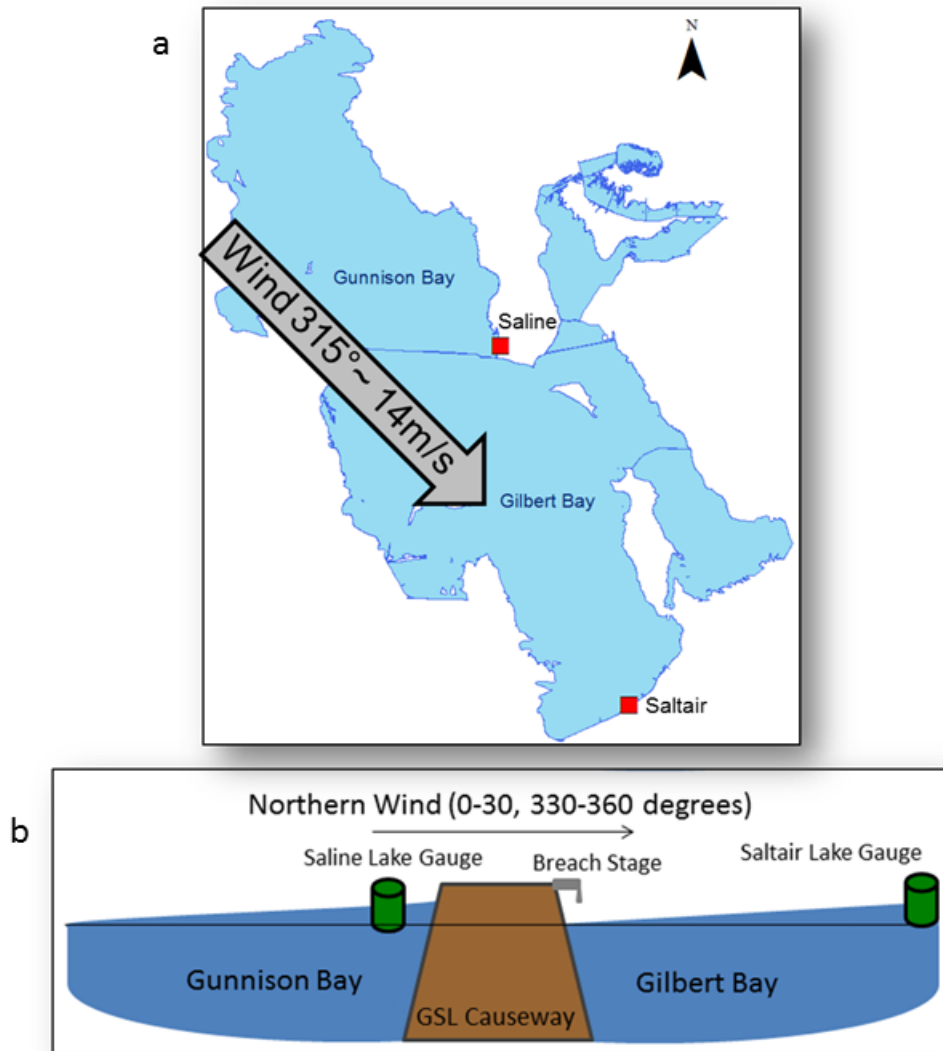 a
N
Gunnison Bay
Saline
Wind 315°~ 14m/s
Gilbert Bay
Saltair
b
Northern Wind (0-30, 330-360 degrees)
Saline Lake Gauge
Breach Stage
Saltair Lake Gauge
Gunnison Bay
Gilbert Bay
GSL Causeway